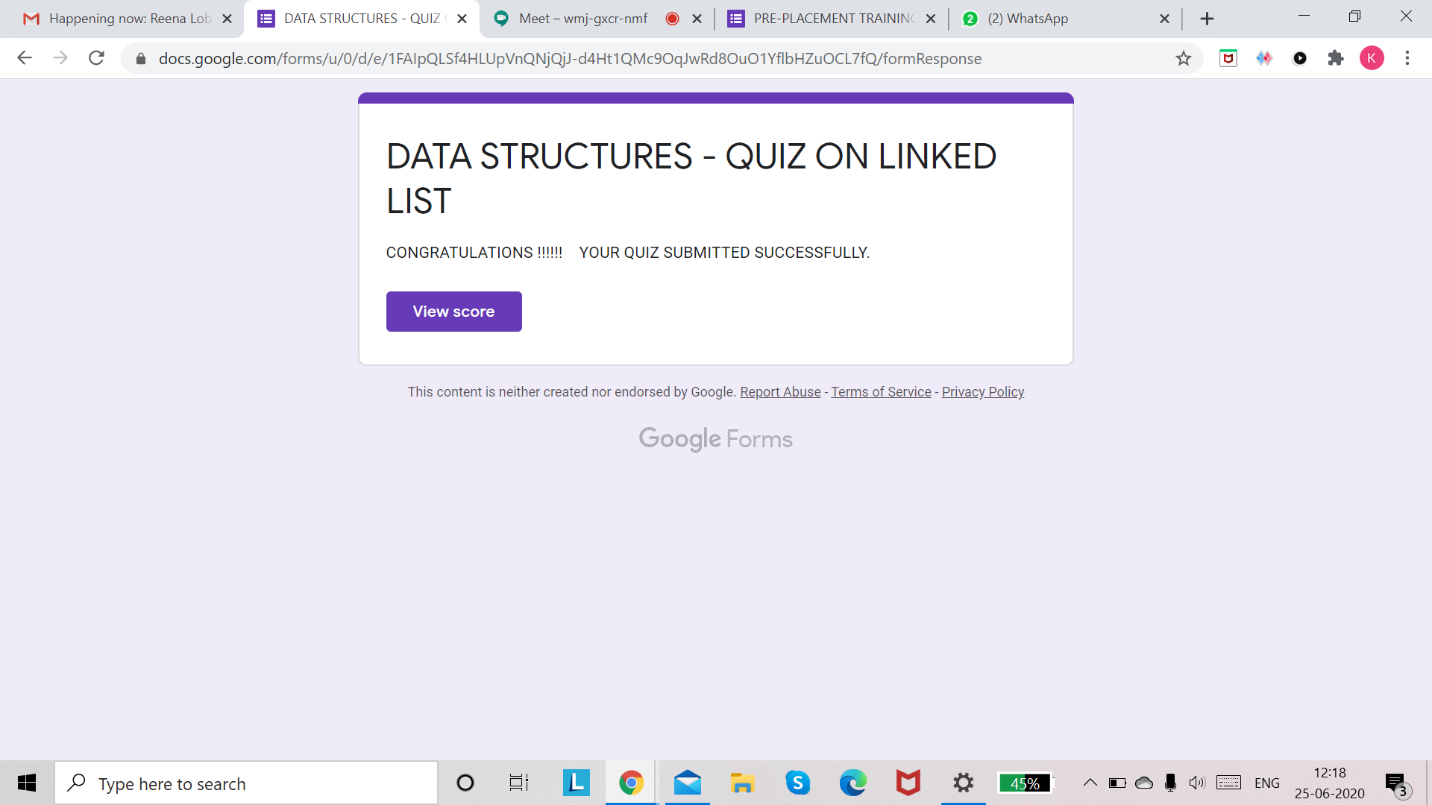 Happening now: Reena Lob
DATA STRUCTURES - QUIZ
Meet – wmj-gxcr-nmf
PRE-PLACEMENT TRAINING
(2) WhatsApp
docs.google.com/forms/u/0/d/e/1FAIpQLSf4HLUpVnQNjQjJ-d4Ht1QMc9OqJwRd8OuO1YflbHZuOCL7fQ/formResponse
K
DATA STRUCTURES - QUIZ ON LINKED
LIST
CONGRATULATIONS !!!!!! YOUR QUIZ SUBMITTED SUCCESSFULLY.
View score
This content is neither created nor endorsed by Google. Report Abuse - Terms of Service - Privacy Policy
Google Forms
Type here to search
L
S
45%
ENG
12:18
25-06-2020
3